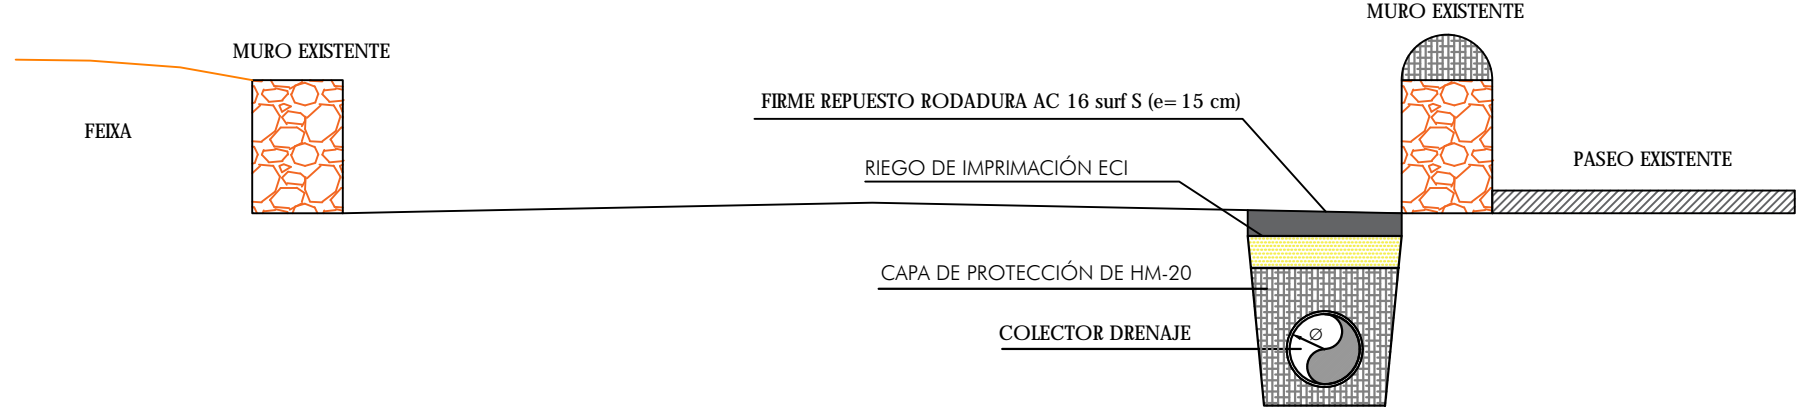 MURO EXISTENTE
MURO EXISTENTE
FIRME REPUESTO RODADURA AC 16 surf S (e=15 cm)
FEIXA
RIEGO DE IMPRIMACIÓN ECI
PASEO EXISTENTE
CAPA DE PROTECCIÓN DE HM-20
COLECTOR DRENAJE
Ø